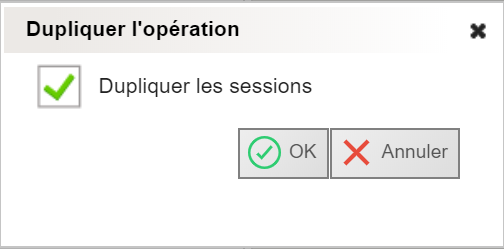 Dupliquer l'opération
Dupliquer les sessions
OK
Annuler